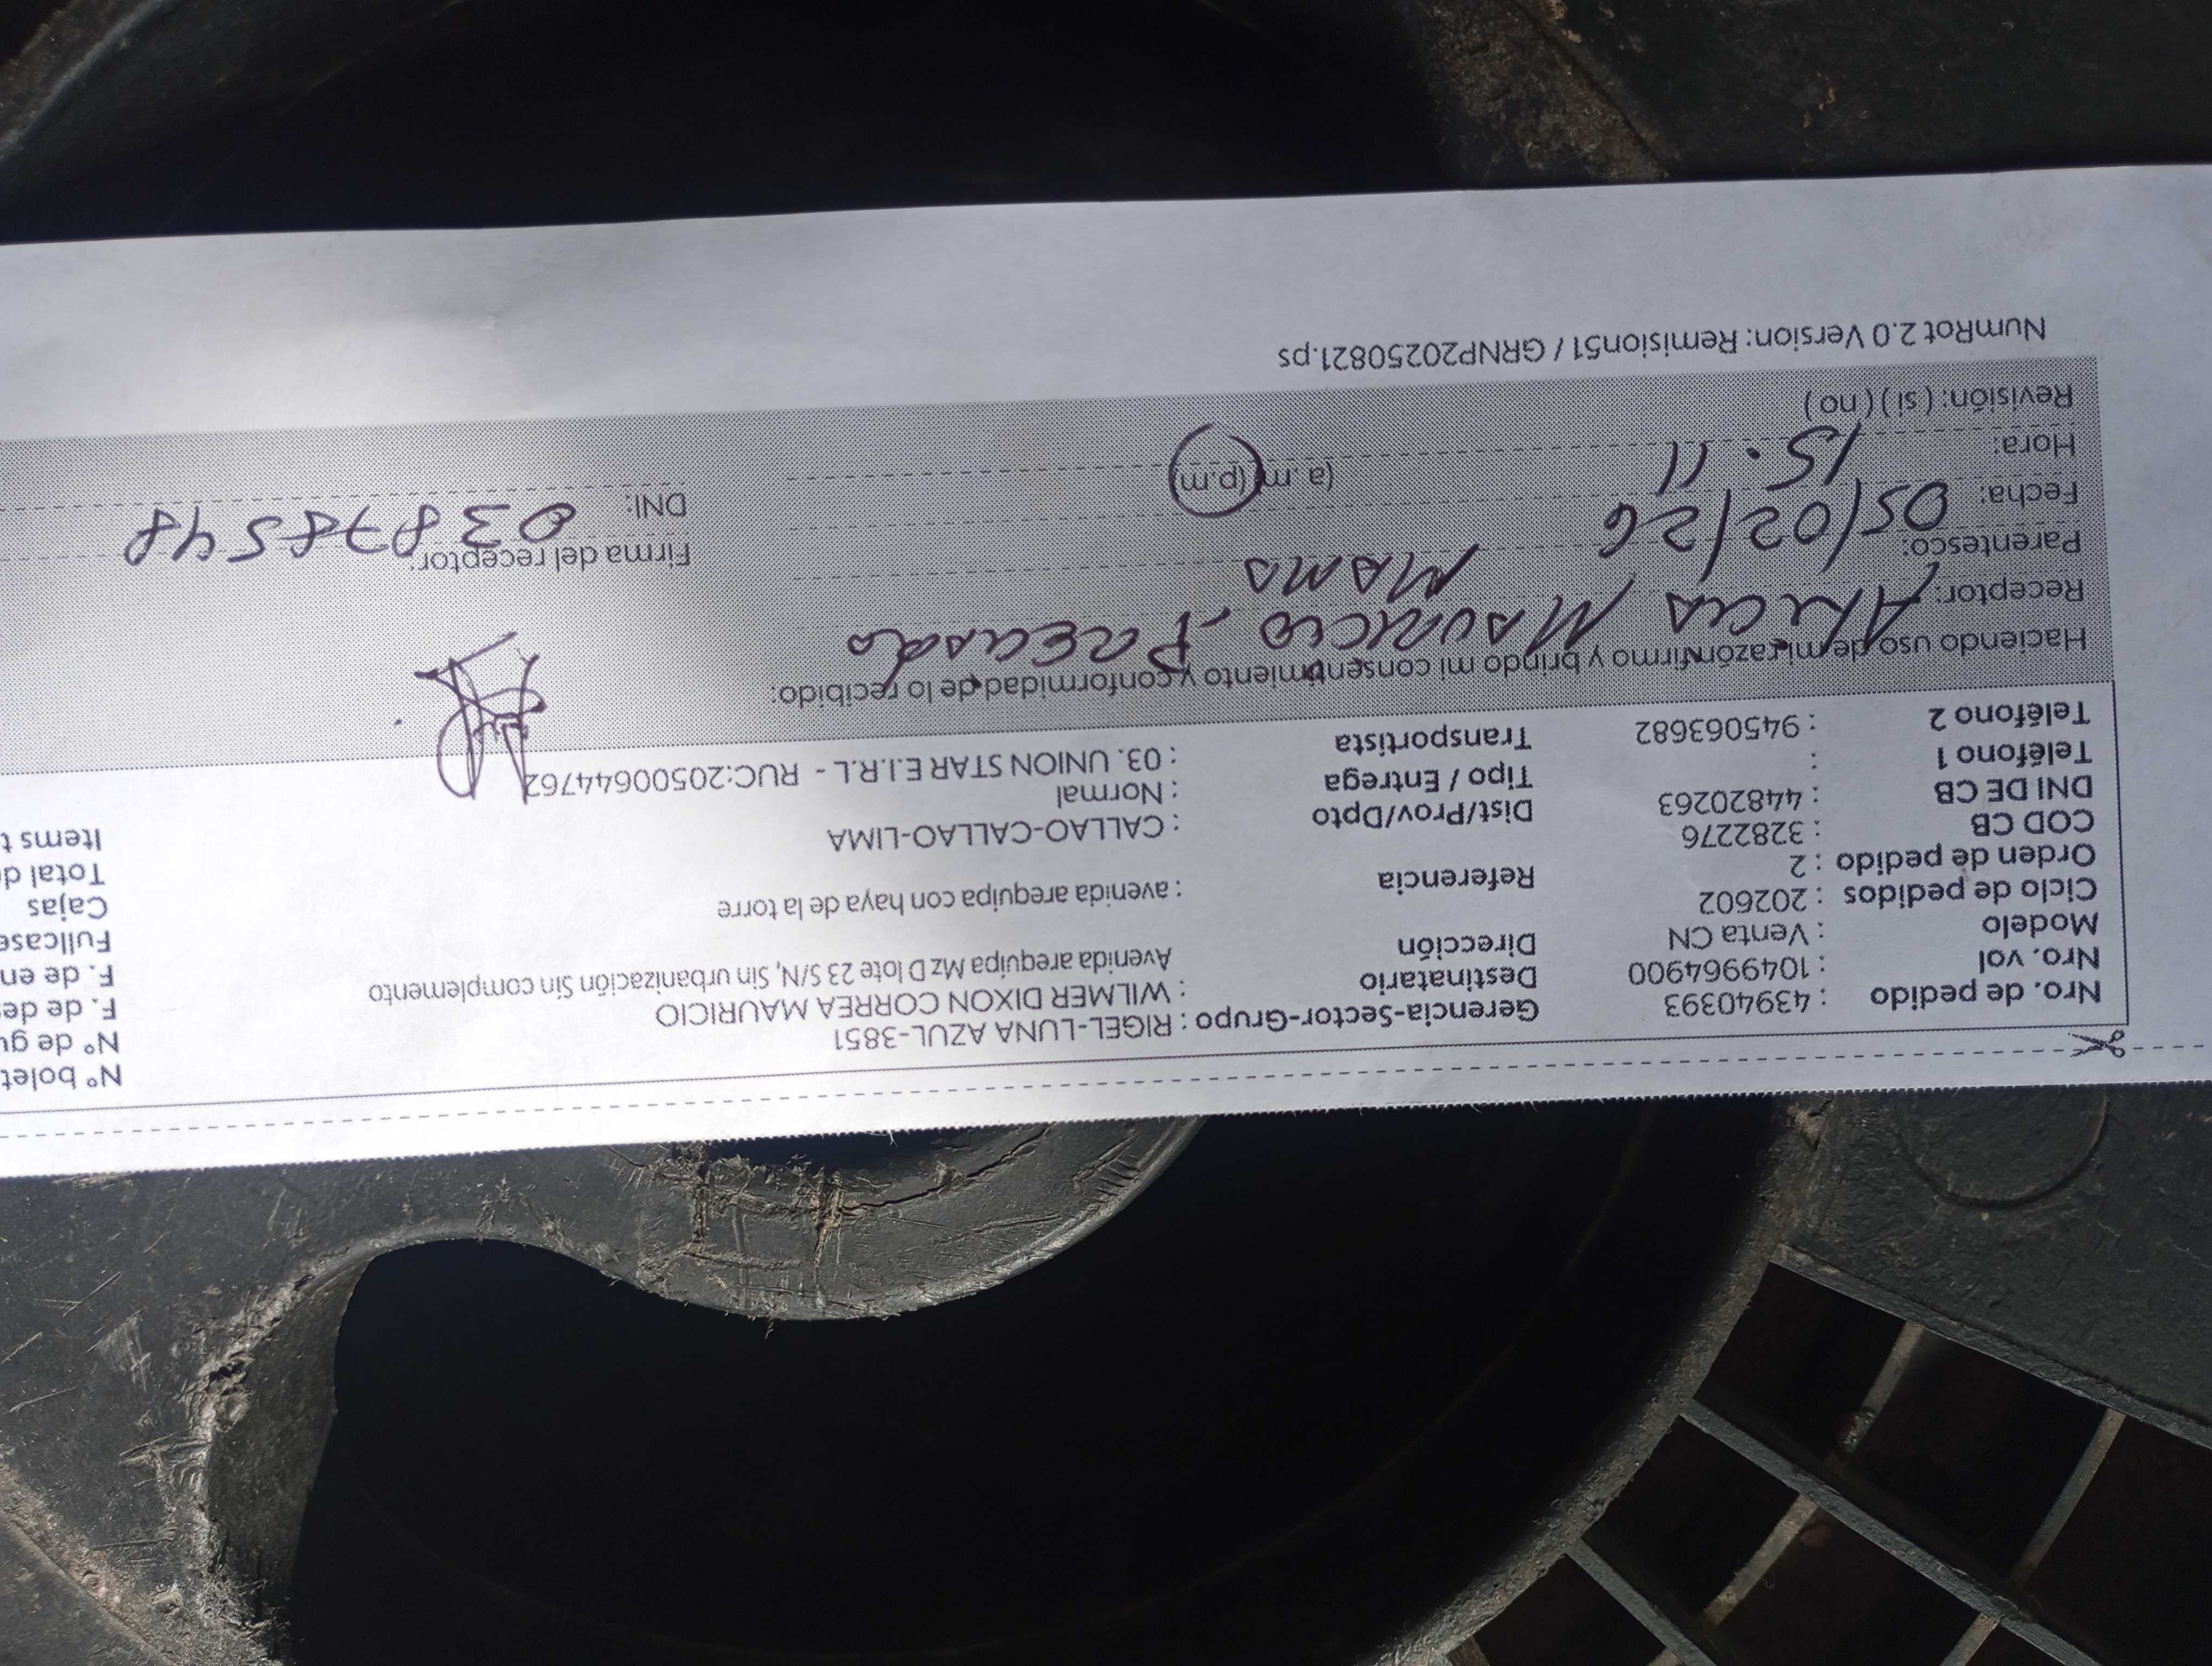 Nro. de pedido : 43940393 Gerencia-Sector-Grupo : RIGEL-LUNA AZUL-3851 N° bolet
Nro. vol : 1049964900 Destinatario : WILMER DIXON CORREA MAURICIO N° de gu
Modelo : Venta CN Dirección Avenida arequipa Mz D lote 23 S/N, Sin urbanización Sin complemento F. de de
Ciclo de pedidos : 202602 F. de en
Orden de pedido : 2 Referencia : avenida arequipa con haya de la torre Fullcase
COD CB : 3282276 Cajas
DNI DE CB : 44820263 Dist/Prov/Dpto : CALLAO-CALLAO-LIMA Total d
Teléfono 1 : Tipo / Entrega : Normal Items t
Teléfono 2 : 945063682 Transportista : 03. UNION STAR E.I.R.L - RUC:20500644762
Haciendo uso de mi razón firmo y brindo mi consentimiento y conformidad de lo recibido:
Receptor: Mauricio
Parentesco: MAMA Firma del receptor:
Fecha: 05/02/26 DNI: 03878548
Hora: 15.11 (a.m) (p.m)
Revisión: ( si ) ( no )
NumRot 2.0 Version: Remision51 / GRNP20250821.ps